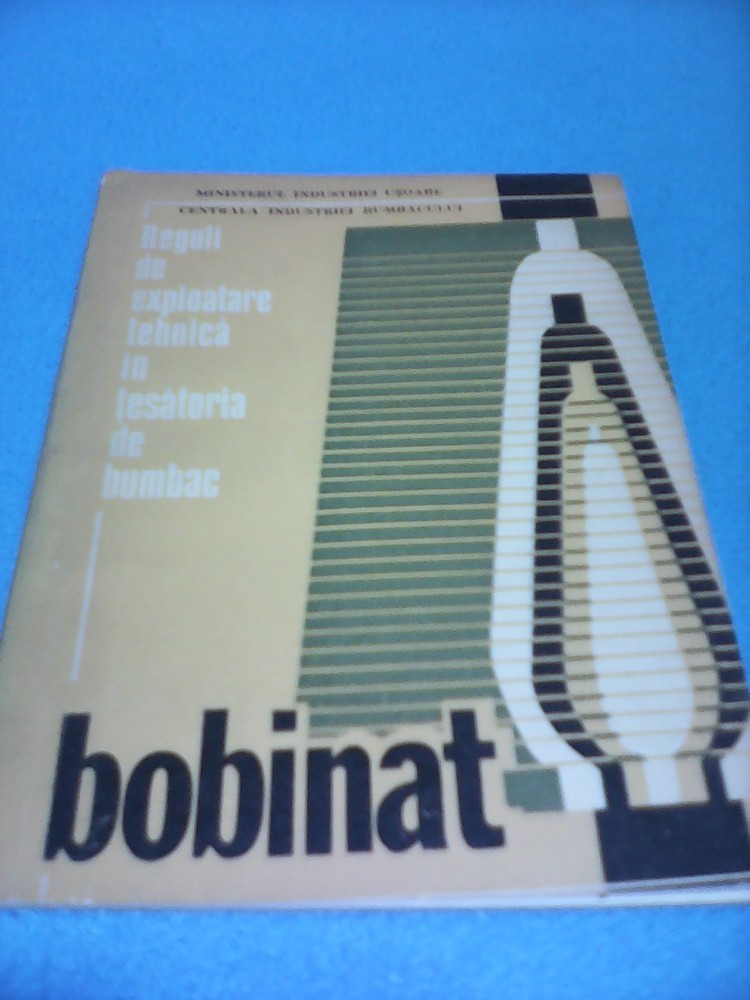 MINISTERUL INDUSTRIEI UȘOARE
CENTRALA INDUSTRIEI BUMBACULUI
Reguli
de
exploatare
tehnică
în
țesătoria
de
bumbac
bobinat